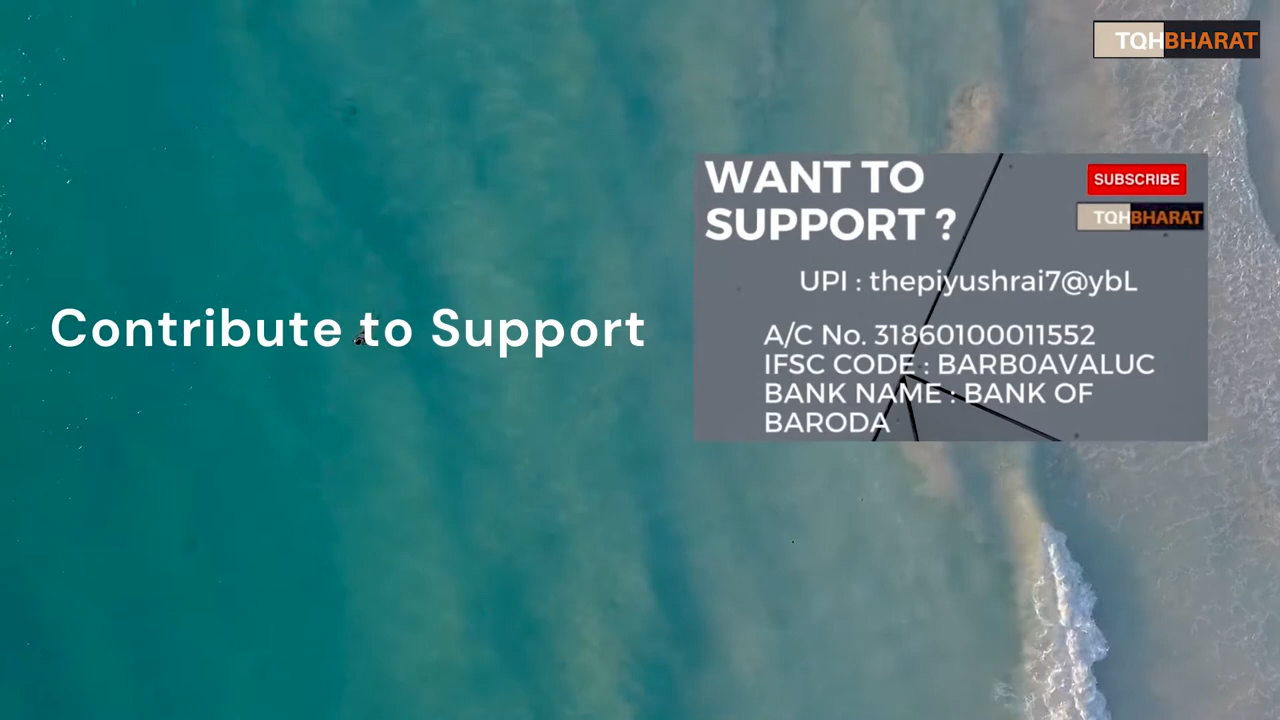 TQHBHARAT
WANT TO
SUPPORT ?
SUBSCRIBE
TQHBHARAT
UPI : thepiyushrai7@ybL
Contribute to Support
A/C No. 31860100011552
IFSC CODE : BARB0AVALUC
BANK NAME : BANK OF
BARODA